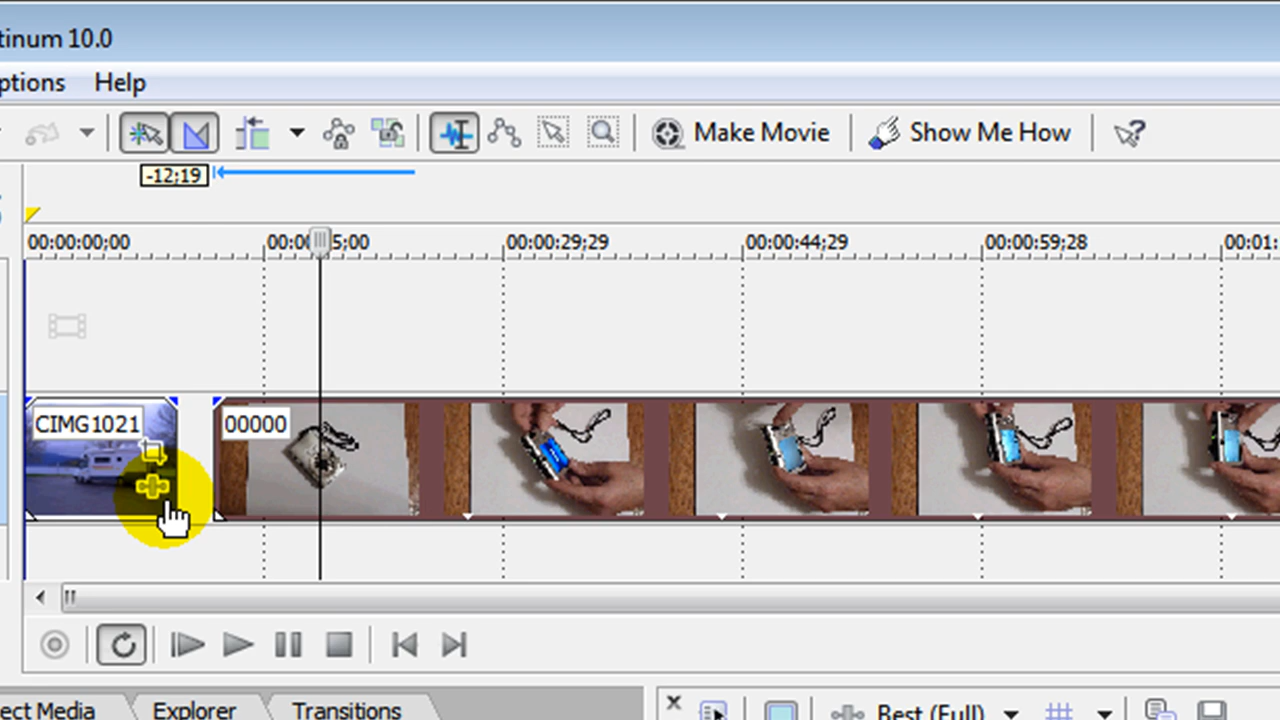 tinum 10.0
ptions Help
Make Movie Show Me How
-12;19
00:00:00;00 00:00: 5;00 00:00:29;29 00:00:44;29 00:00:59;28 00:01:
CIMG1021 00000
ect Media Explorer Transitions
Best (Full)